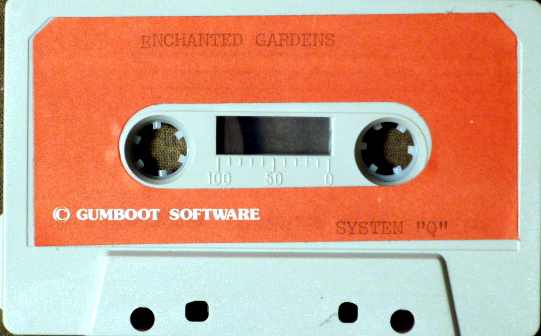 ENCHANTED GARDENS
100 50 0
© GUMBOOT SOFTWARE
SYSTEM "Q"